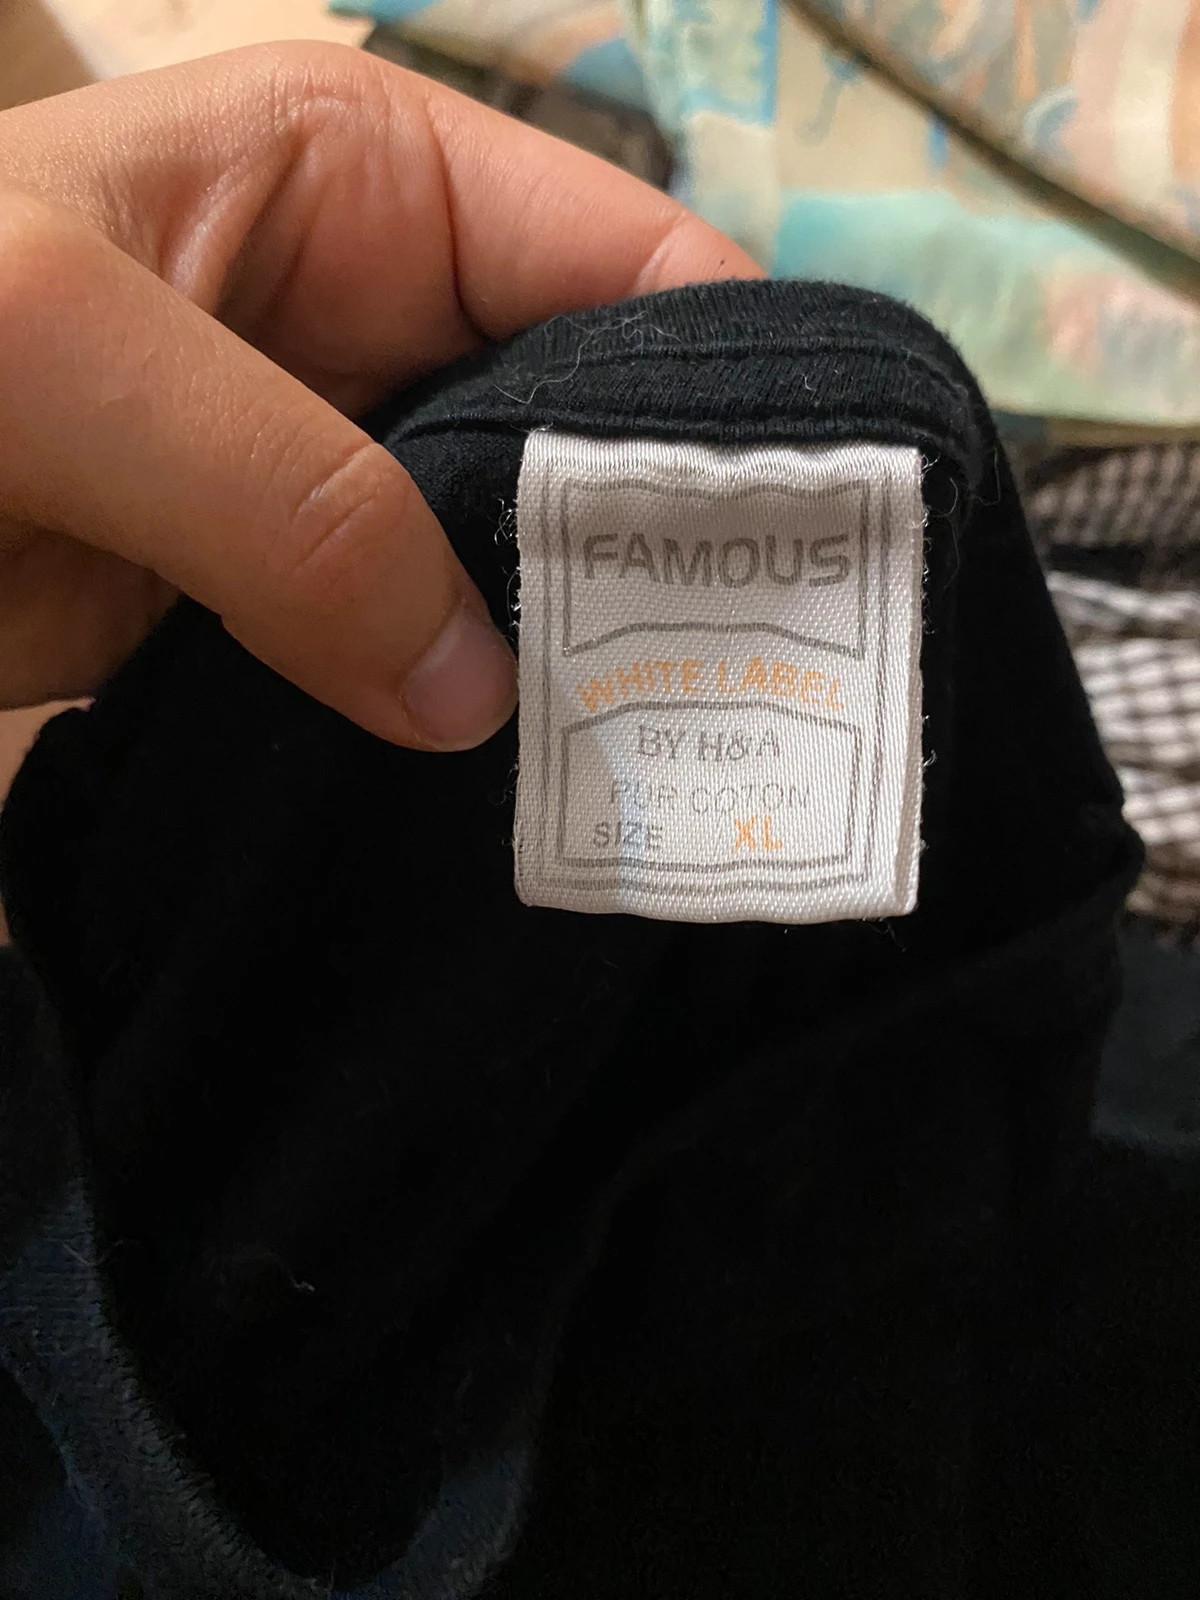 FAMOUS
WHITE LABEL
BY H&A
PUR COTON
SIZE XL